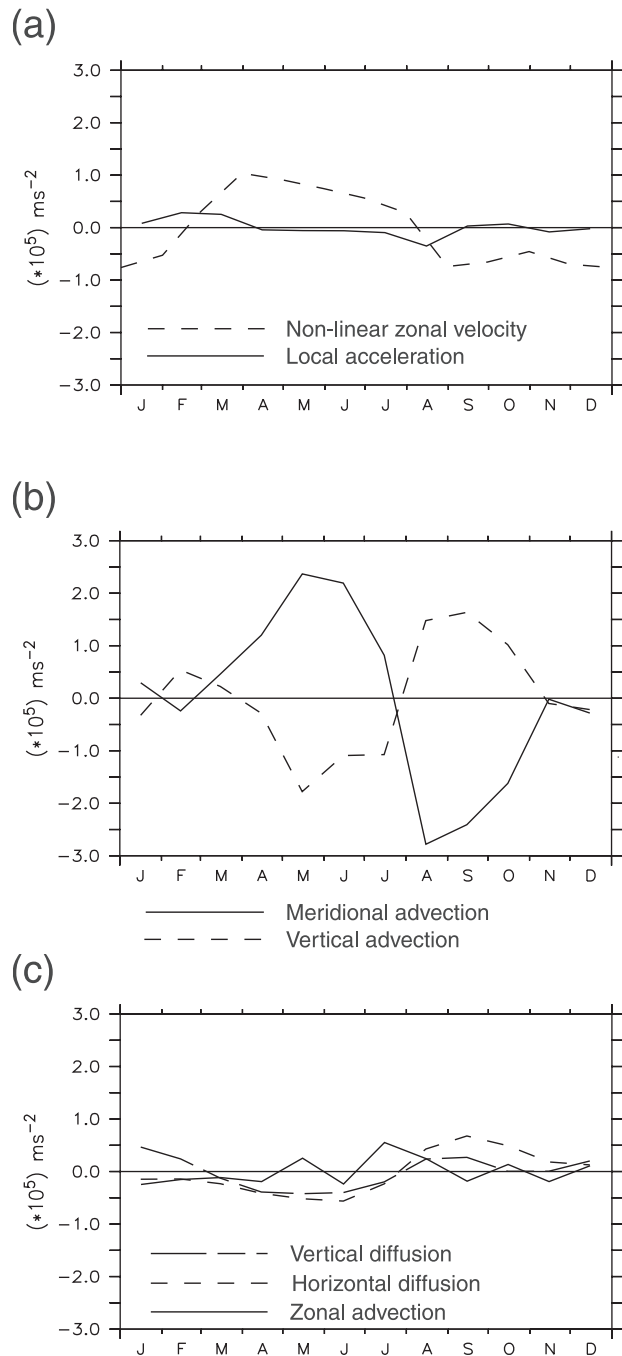 (a)
3.0
2.0
1.0
0.0
−1.0
−2.0
−3.0
(*10⁵) ms⁻²
Non-linear zonal velocity
Local acceleration
J F M A M J J A S O N D
(b)
3.0
2.0
1.0
0.0
−1.0
−2.0
−3.0
(*10⁵) ms⁻²
J F M A M J J A S O N D
Meridional advection
Vertical advection
(c)
3.0
2.0
1.0
0.0
−1.0
−2.0
−3.0
(*10⁵) ms⁻²
Vertical diffusion
Horizontal diffusion
Zonal advection
J F M A M J J A S O N D